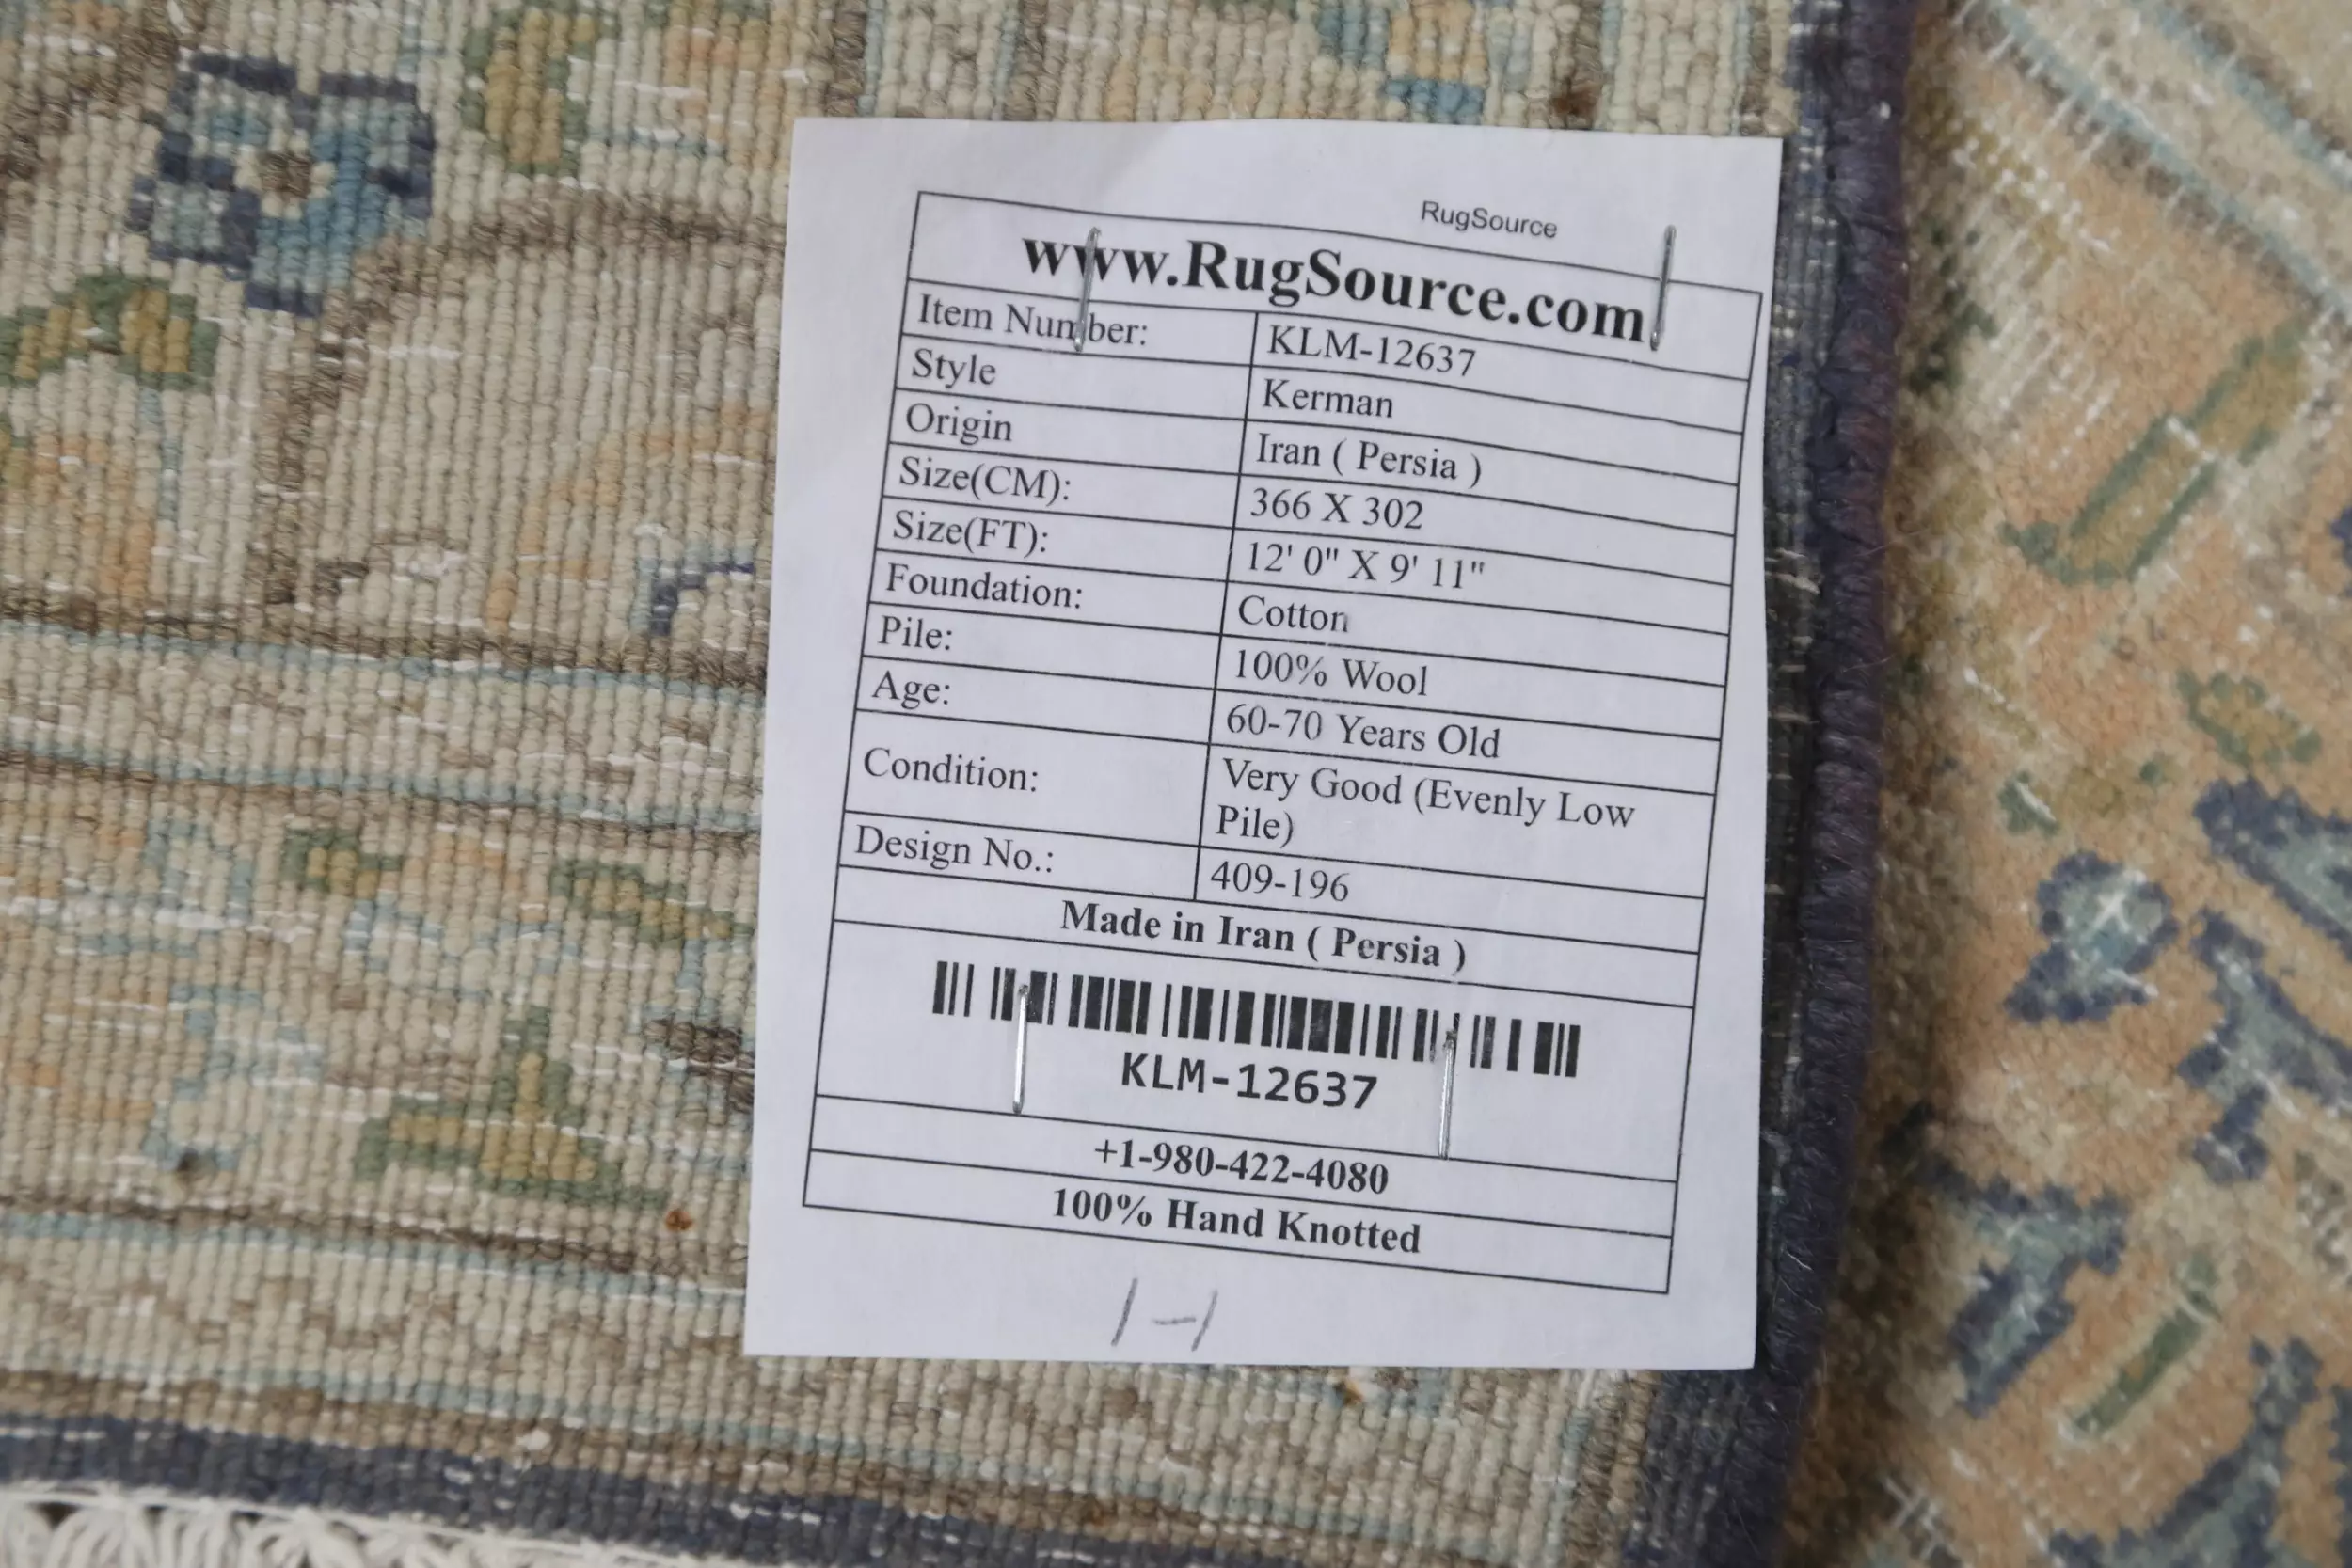 RugSource
www.RugSource.com
Item Number: KLM-12637
Style Kerman
Origin Iran ( Persia )
Size(CM): 366 X 302
Size(FT): 12' 0" X 9' 11"
Foundation: Cotton
Pile: 100% Wool
Age: 60-70 Years Old
Condition: Very Good (Evenly Low
Pile)
Design No.: 409-196
Made in Iran ( Persia )
KLM-12637
+1-980-422-4080
100% Hand Knotted
1-1